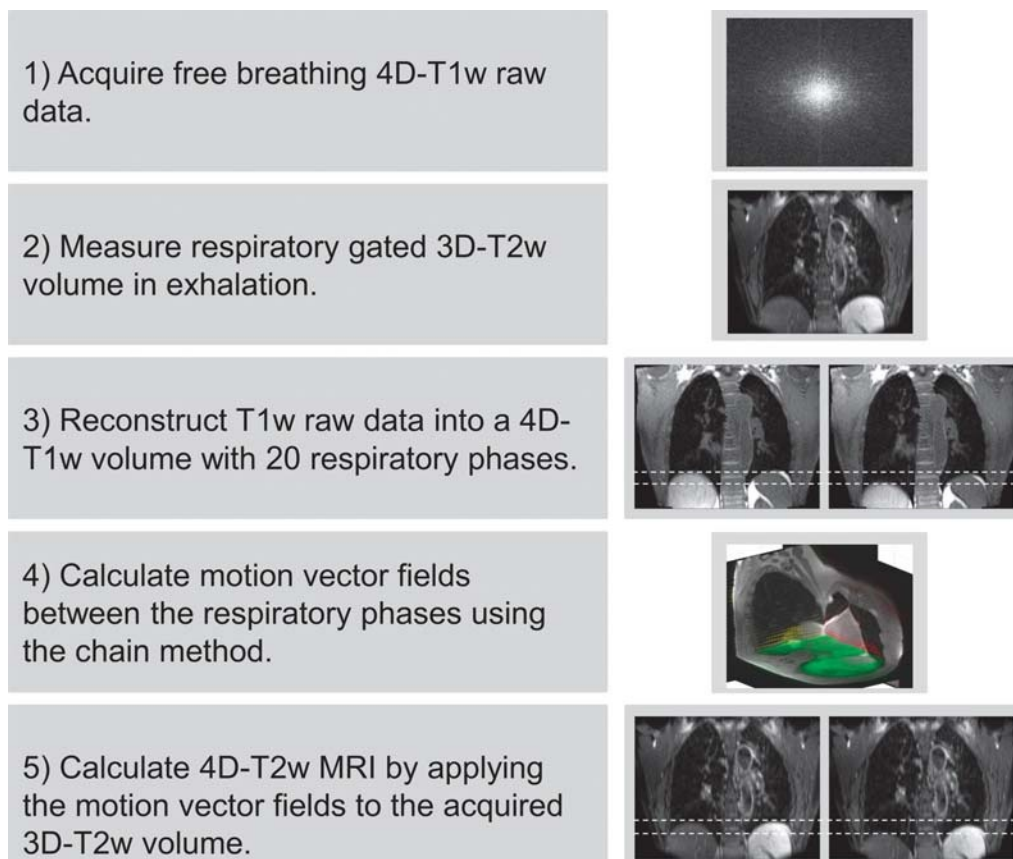 1) Acquire free breathing 4D-T1w raw
data.
2) Measure respiratory gated 3D-T2w
volume in exhalation.
3) Reconstruct T1w raw data into a 4D-
T1w volume with 20 respiratory phases.
4) Calculate motion vector fields
between the respiratory phases using
the chain method.
5) Calculate 4D-T2w MRI by applying
the motion vector fields to the acquired
3D-T2w volume.